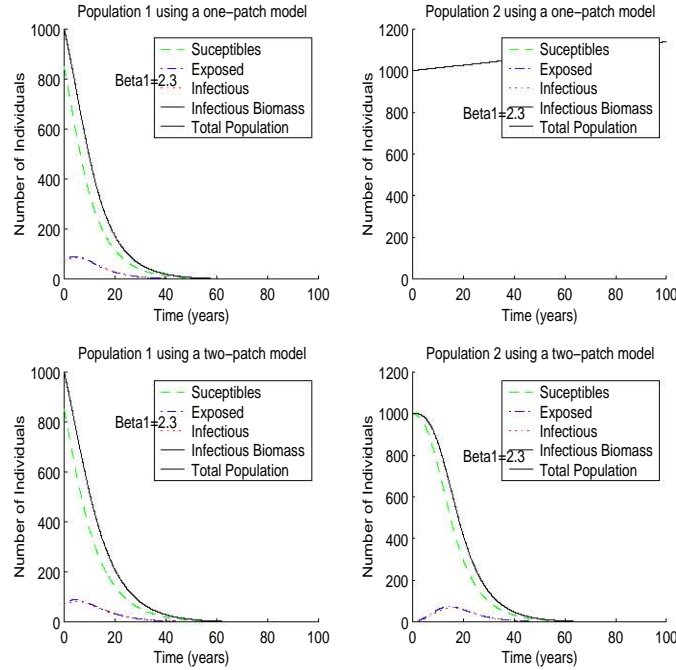 Population 1 using a one-patch model
Number of Individuals
1000
800
600
400
200
0
0 20 40 60 80 100
Time (years)
Beta1=2.3
Suceptibles
Exposed
Infectious
Infectious Biomass
Total Population
Population 2 using a one-patch model
Number of Individuals
1200
1000
800
600
400
200
0
0 20 40 60 80 100
Time (years)
Beta1=2.3
Suceptibles
Exposed
Infectious
Infectious Biomass
Total Population
Population 1 using a two-patch model
Number of Individuals
1000
800
600
400
200
0
0 20 40 60 80 100
Time (years)
Beta1=2.3
Suceptibles
Exposed
Infectious
Infectious Biomass
Total Population
Population 2 using a two-patch model
Number of Individuals
1200
1000
800
600
400
200
0
0 20 40 60 80 100
Time (years)
Beta1=2.3
Suceptibles
Exposed
Infectious
Infectious Biomass
Total Population